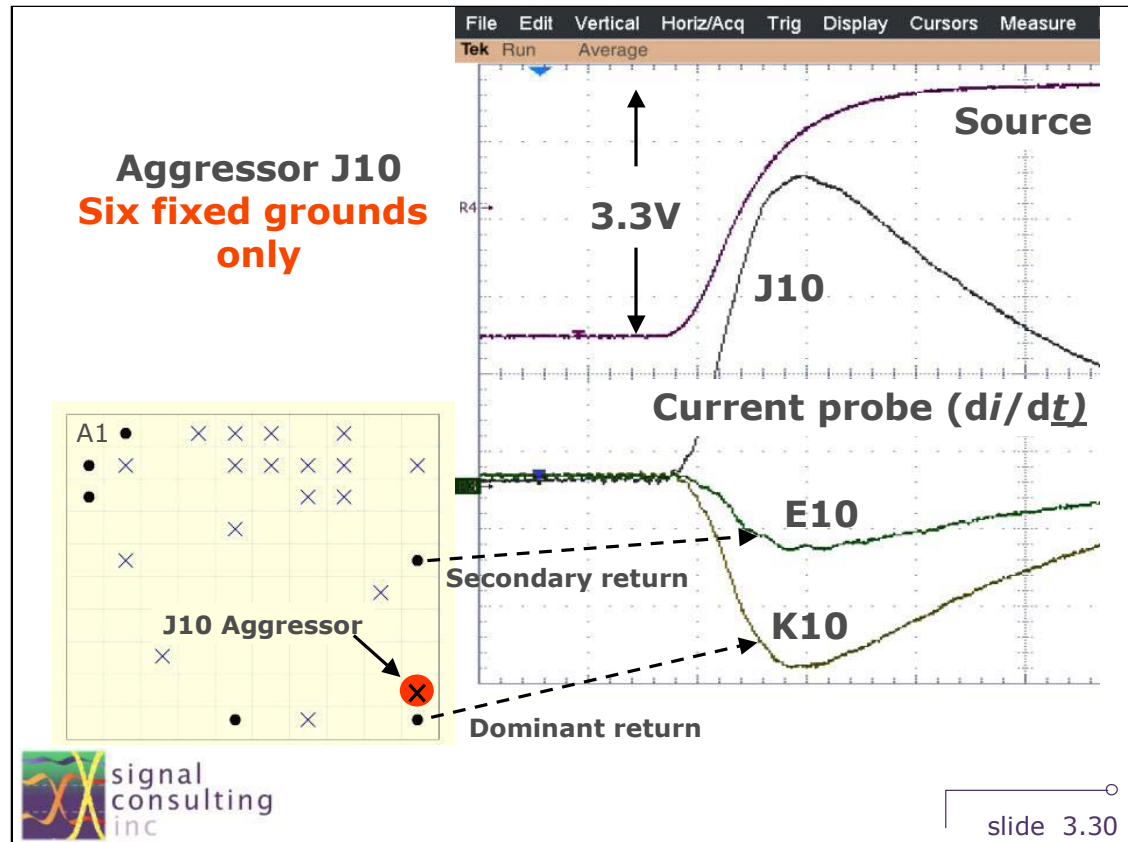 File Edit Vertical Horiz/Acq Trig Display Cursors Measure
Tek Run Average
Aggressor J10
Six fixed grounds
only
Source
R4
3.3V
J10
Current probe (di/dt)
A1
E10
Secondary return
J10 Aggressor
K10
Dominant return
signal
consulting
inc
slide 3.30